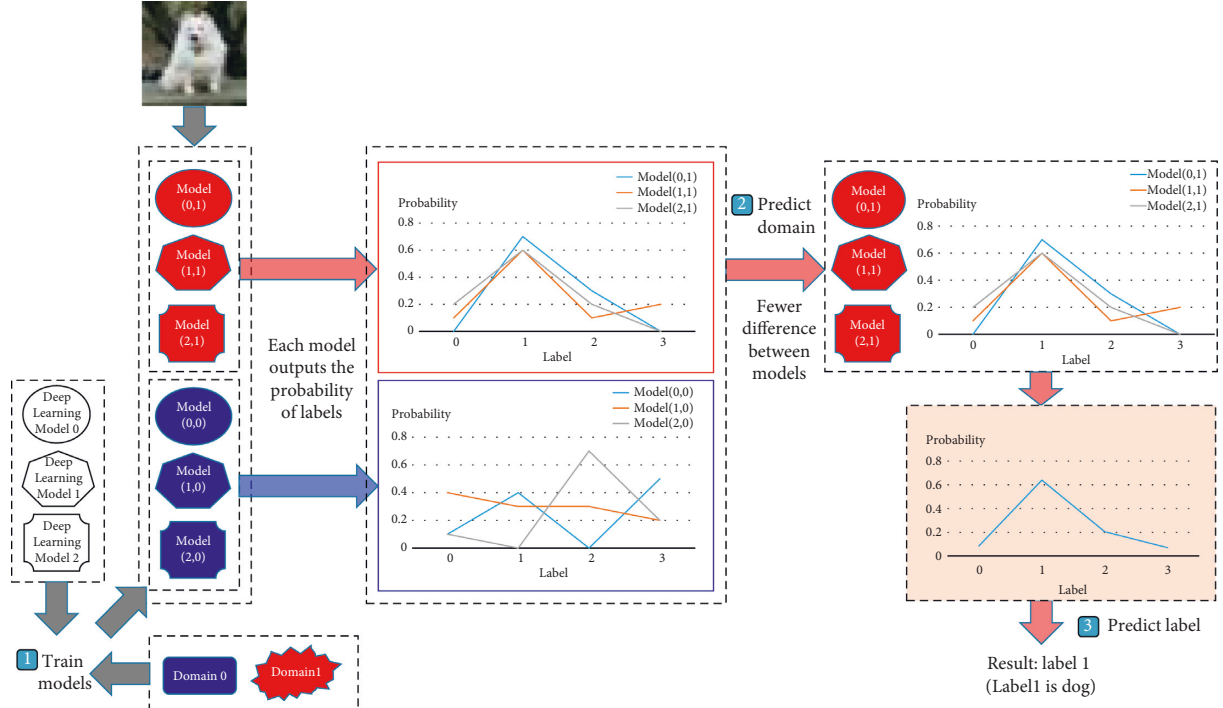 Model
(0,1)
Model
(1,1)
Model
(2,1)
Model
(0,0)
Model
(1,0)
Model
(2,0)
Deep
Learning
Model 0
Deep
Learning
Model 1
Deep
Learning
Model 2
1 Train
models
Domain 0
Domain1
Each model
outputs the
probability
of labels
Model(0,1)
Model(1,1)
Model(2,1)
Probability
0.8
0.6
0.4
0.2
0
0 1 2 3
Label
Model(0,0)
Model(1,0)
Model(2,0)
Probability
0.8
0.6
0.4
0.2
0
0 1 2 3
Label
2 Predict
domain
Fewer
difference
between
models
Model
(0,1)
Model
(1,1)
Model
(2,1)
Model(0,1)
Model(1,1)
Model(2,1)
Probability
0.8
0.6
0.4
0.2
0
0 1 2 3
Label
Probability
0.8
0.6
0.4
0.2
0
0 1 2 3
Label
3 Predict label
Result: label 1
(Label1 is dog)